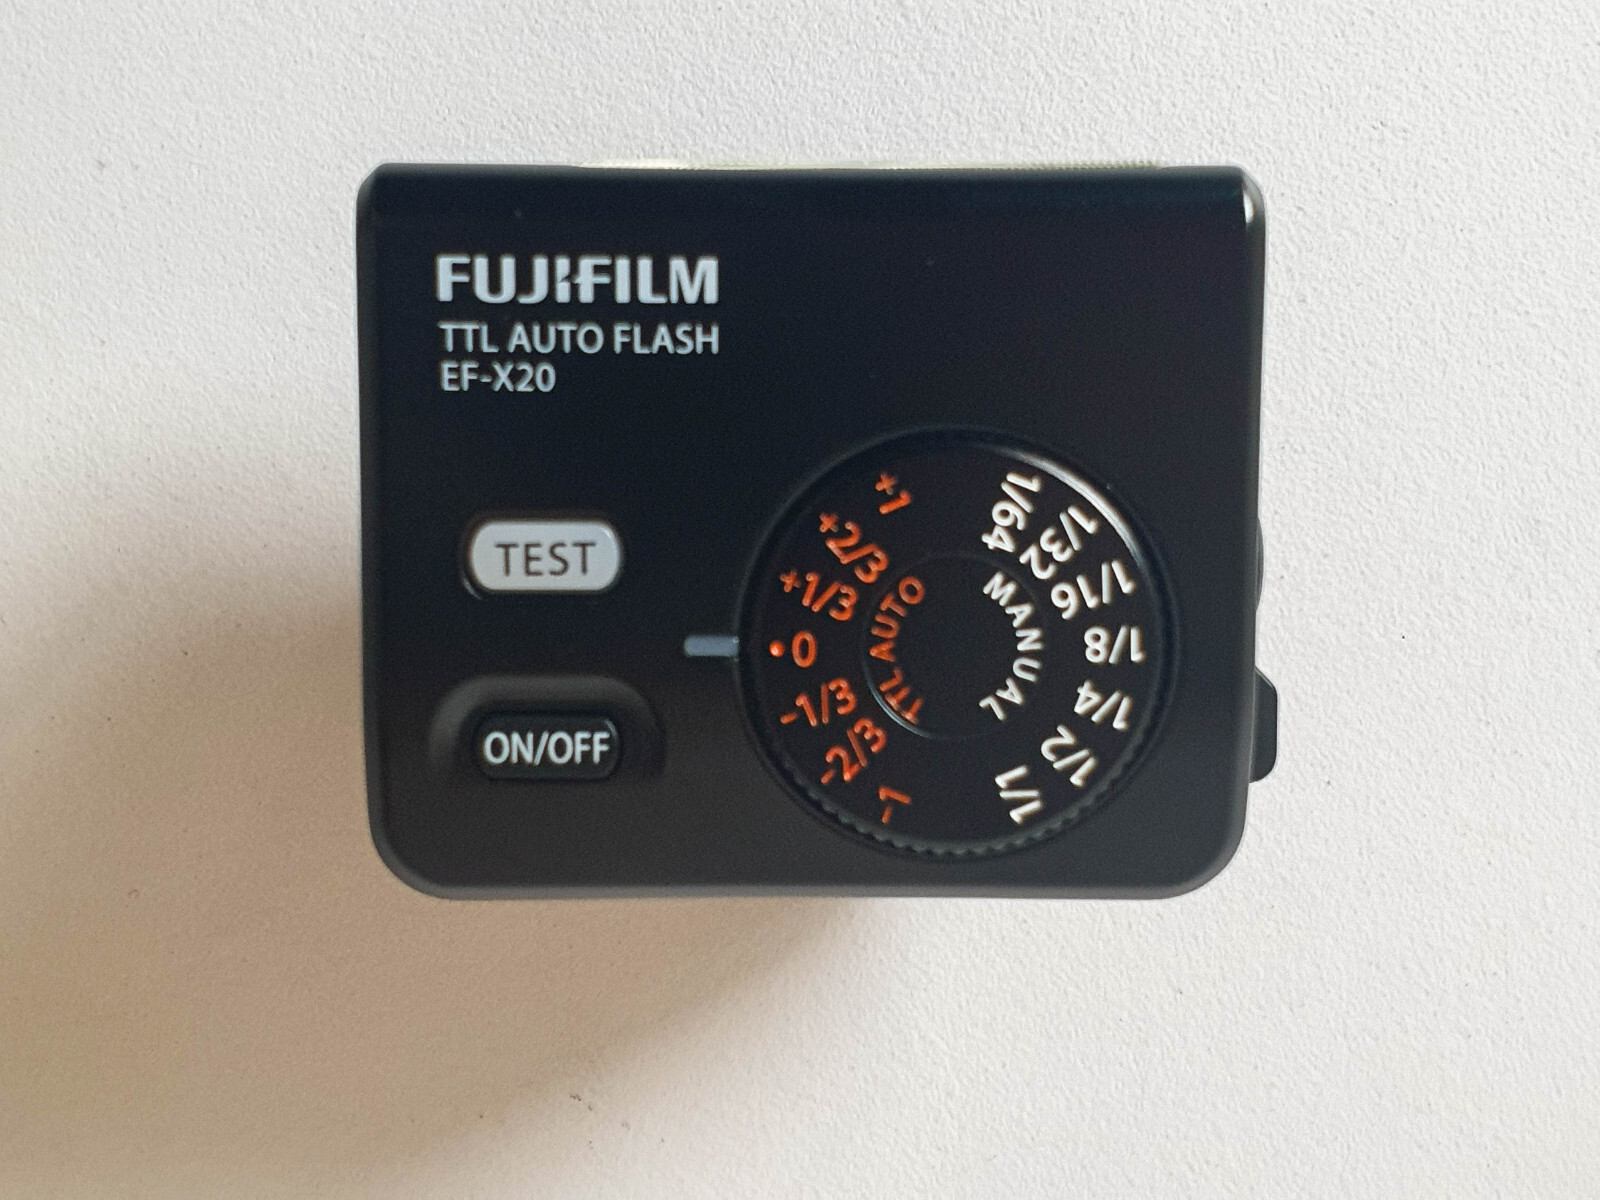 FUJIFILM
TTL AUTO FLASH
EF-X20
TEST
ON/OFF
+1
+2/3
+1/3
0
-1/3
-2/3
-1
TTL AUTO
MANUAL
1/64
1/32
1/16
1/8
1/4
1/2
1/1